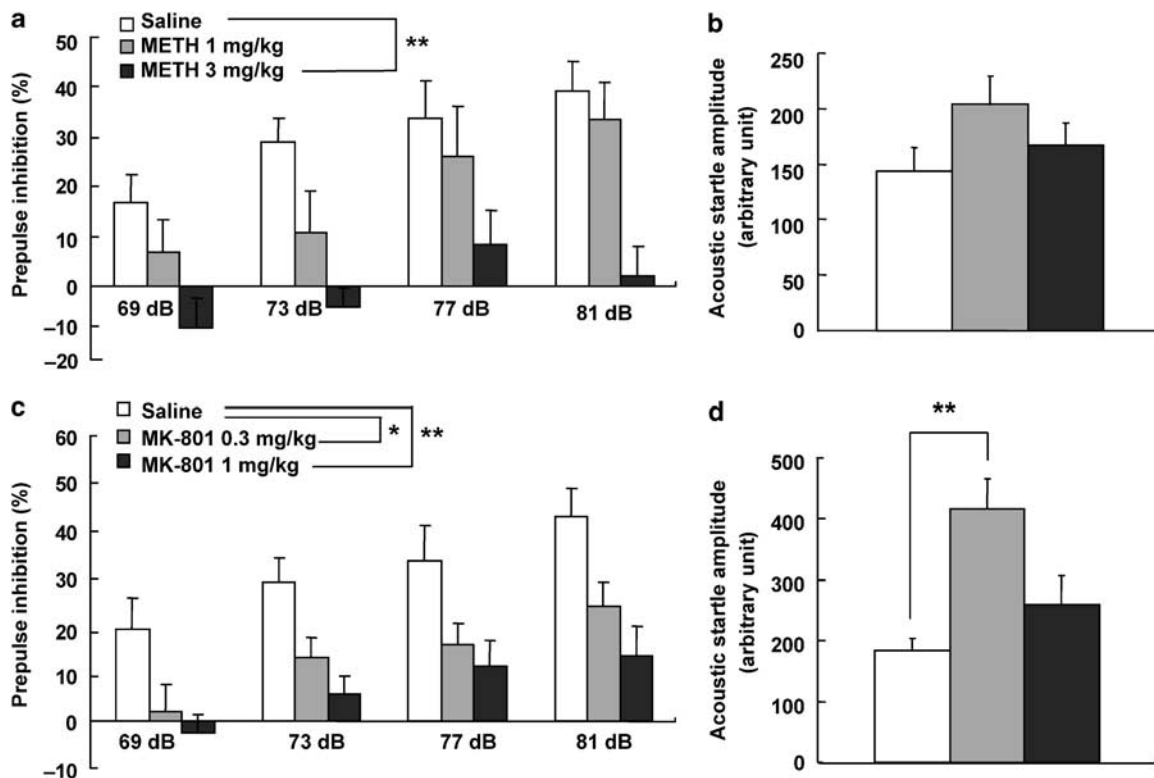 a
Saline
METH 1 mg/kg
METH 3 mg/kg
**
Prepulse inhibition (%)
50
40
30
20
10
0
–10
–20
69 dB
73 dB
77 dB
81 dB
b
Acoustic startle amplitude
(arbitrary unit)
250
200
150
100
50
0
c
Saline
MK-801 0.3 mg/kg
MK-801 1 mg/kg
*
**
Prepulse inhibition (%)
60
50
40
30
20
10
0
–10
69 dB
73 dB
77 dB
81 dB
d
**
Acoustic startle amplitude
(arbitrary unit)
500
400
300
200
100
0